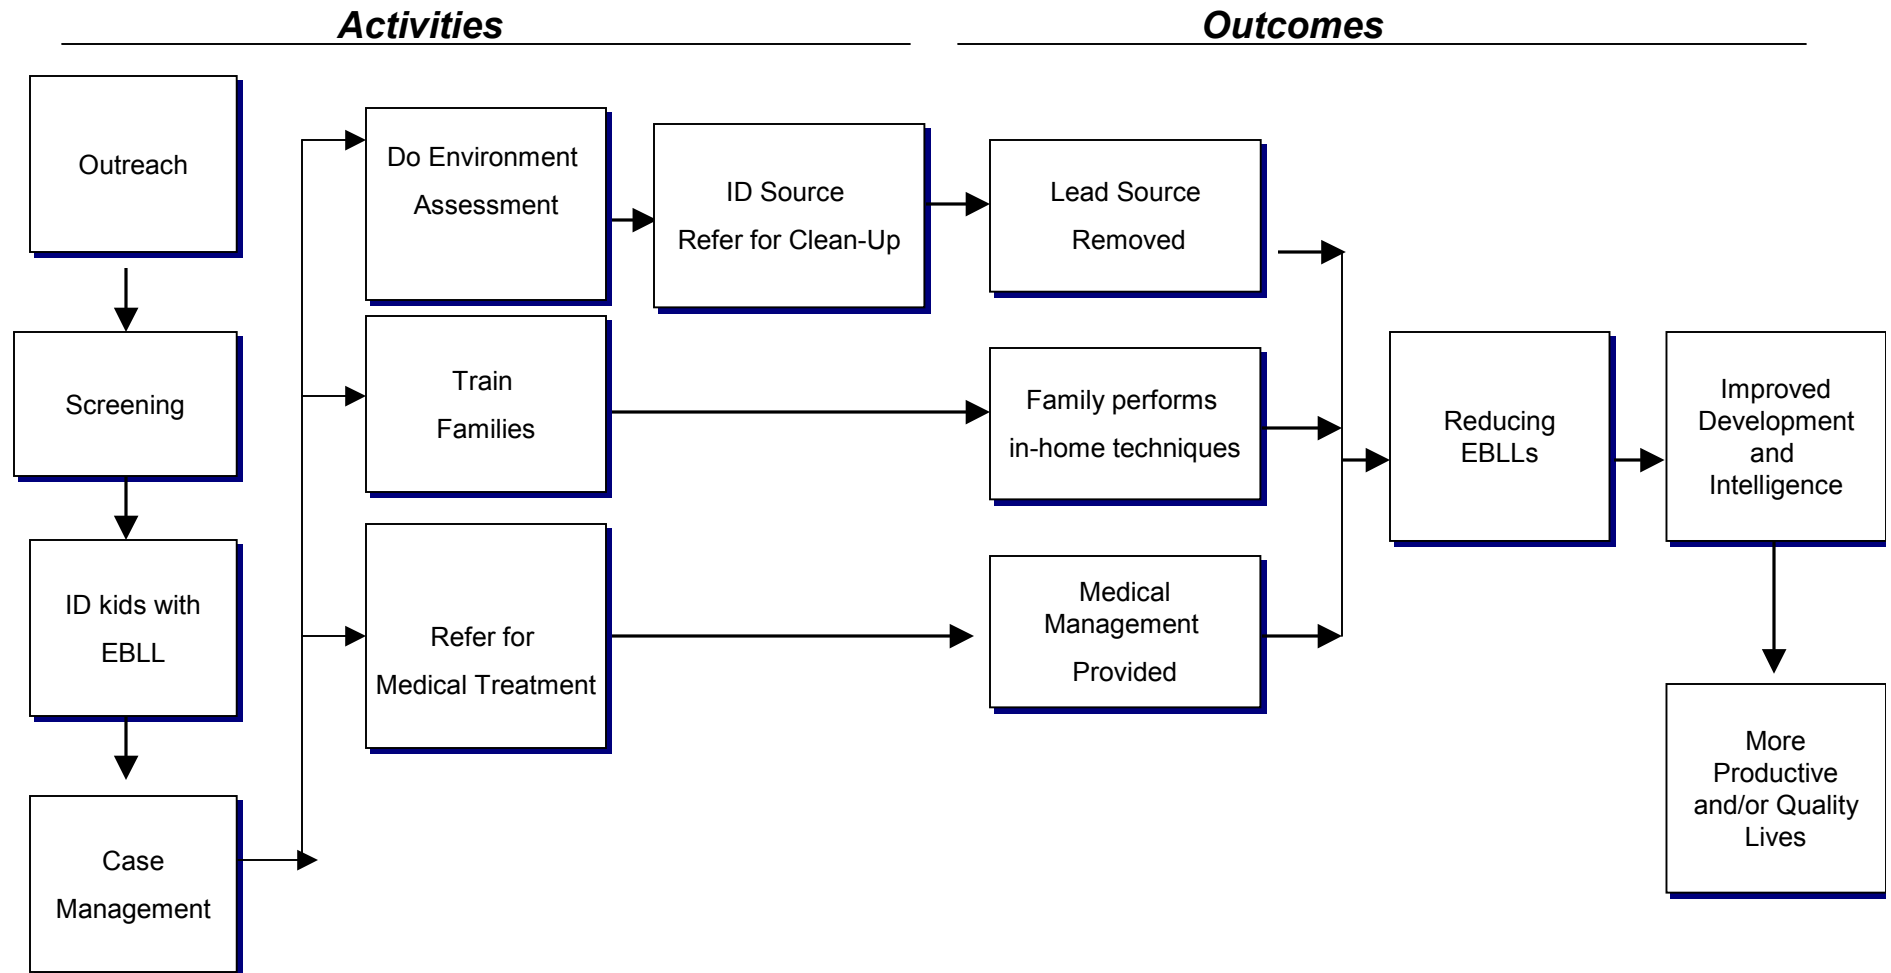 Activities
Outcomes
Outreach
Screening
ID kids with
EBLL
Case
Management
Do Environment
Assessment
ID Source
Refer for Clean-Up
Train
Families
Refer for
Medical Treatment
Lead Source
Removed
Family performs
in-home techniques
Medical
Management
Provided
Reducing
EBLLs
Improved
Development
and
Intelligence
More
Productive
and/or Quality
Lives